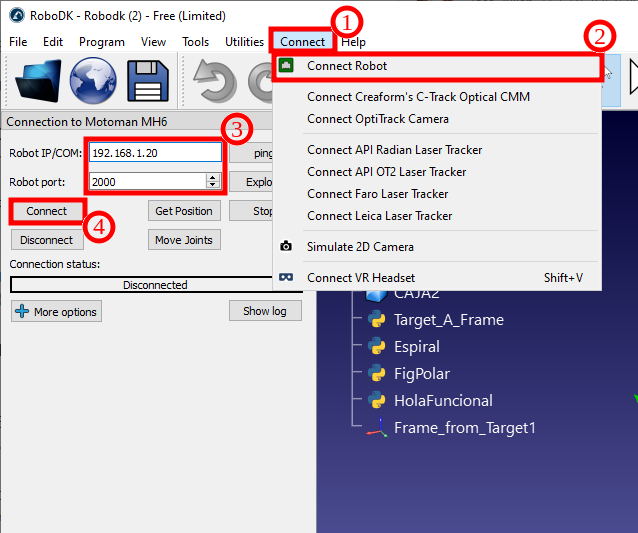 RoboDK - Robodk (2) - Free (Limited)
File Edit Program View Tools Utilities Connect Help
1
2
Connect Robot
Connect Creaform's C-Track Optical CMM
Connect OptiTrack Camera
Connect API Radian Laser Tracker
Connect API OT2 Laser Tracker
Connect Faro Laser Tracker
Connect Leica Laser Tracker
Simulate 2D Camera
Connect VR Headset Shift+V
Connection to Motoman MH6
3
Robot IP/COM: 192.168.1.20 ping
Robot port: 2000 Explo
Connect Get Position Stop
4
Disconnect Move Joints
Connection status:
Disconnected
More options Show log
CAJA2
Target_A_Frame
Espiral
FigPolar
HolaFuncional
Frame_from_Target1